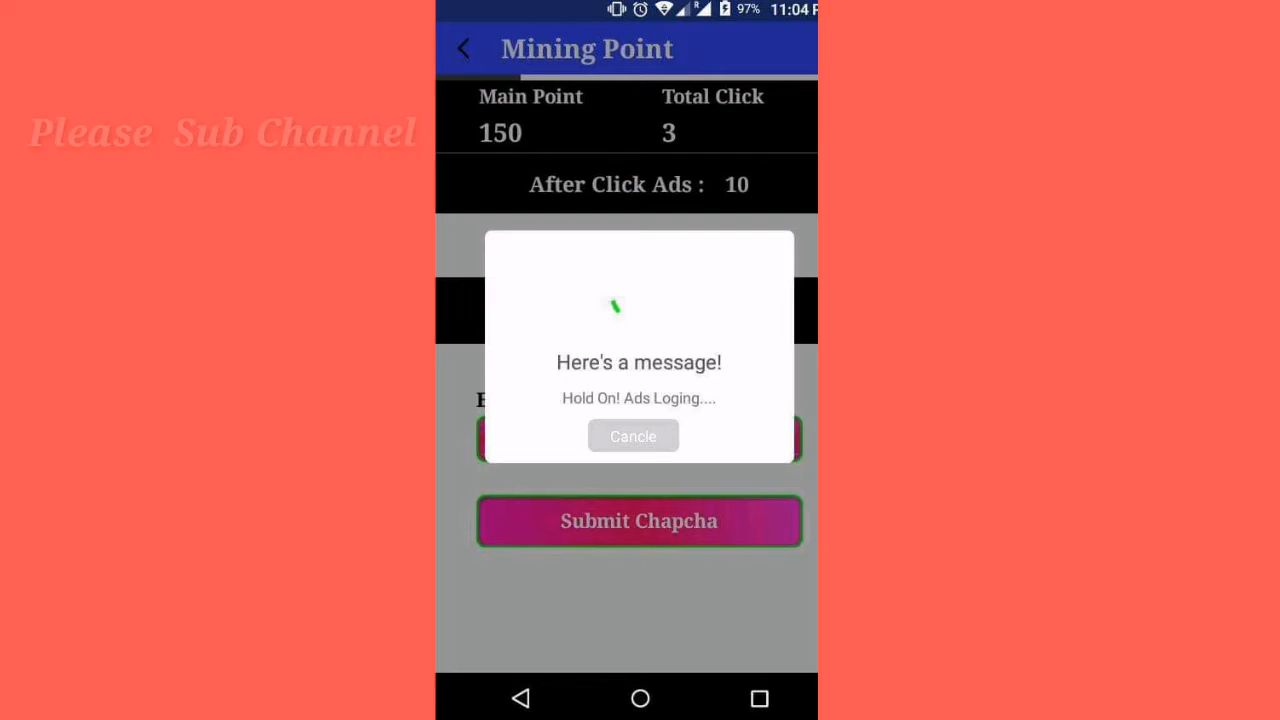 97% 11:04
Mining Point
Main Point Total Click
150 3
Please Sub Channel
After Click Ads : 10
Here's a message!
Hold On! Ads Loging....
Cancle
Submit Chapcha